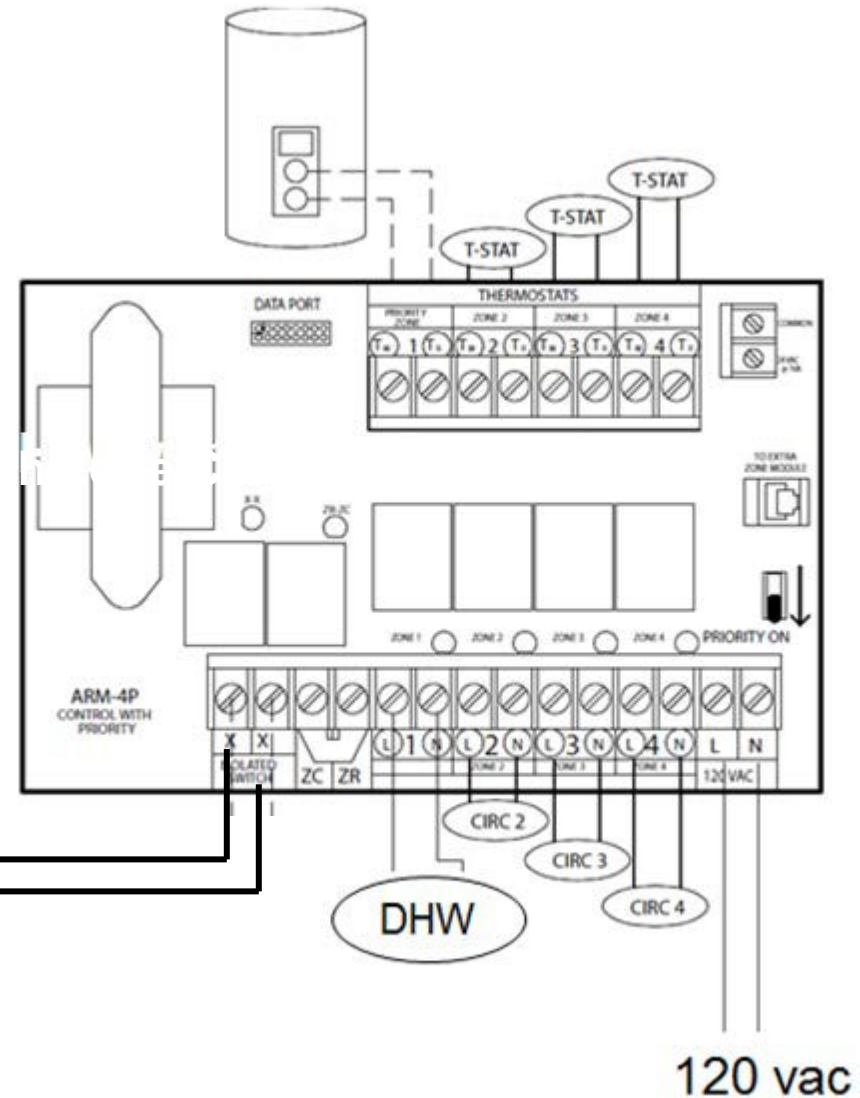 T-STAT
T-STAT
T-STAT
DATA PORT
THERMOSTATS
PRIORITY ZONE
ZONE 2
ZONE 3
ZONE 4
1
2
3
4
COMMON
TO EXTRA
ZONE MODULE
X-X
ZR-ZC
ZONE 1
ZONE 2
ZONE 3
ZONE 4
PRIORITY ON
ARM-4P
CONTROL WITH
PRIORITY
X X
ISOLATED
SWITCH
ZC ZR
L 1 N
L 2 N
L 3 N
L 4 N
L N
ZONE 2
ZONE 3
ZONE 4
120 VAC
CIRC 2
CIRC 3
CIRC 4
DHW
120 vac